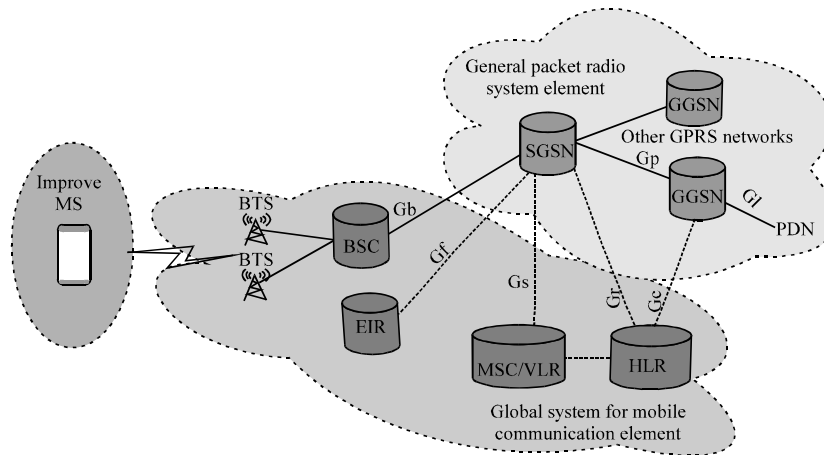 General packet radio
system element
GGSN
Other GPRS networks
SGSN
Gp
GGSN
Gl
PDN
Improve
MS
BTS
BTS
Gb
BSC
Gf
Gs
Gr
Gc
EIR
MSC/VLR
HLR
Global system for mobile
communication element